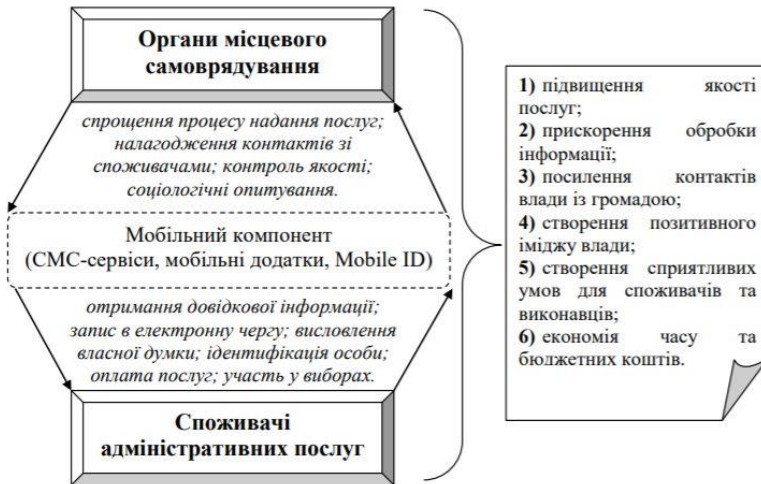 Органи місцевого
самоврядування
спрощення процесу надання послуг;
налагодження контактів зі
споживачами; контроль якості;
соціологічні опитування.
Мобільний компонент
(СМС-сервіси, мобільні додатки, Mobile ID)
отримання довідкової інформації;
запис в електронну чергу; висловлення
власної думки; ідентифікація особи;
оплата послуг; участь у виборах.
Споживачі
адміністративних послуг
1) підвищення якості
послуг;
2) прискорення обробки
інформації;
3) посилення контактів
влади із громадою;
4) створення позитивного
іміджу влади;
5) створення сприятливих
умов для споживачів та
виконавців;
6) економія часу та
бюджетних коштів.